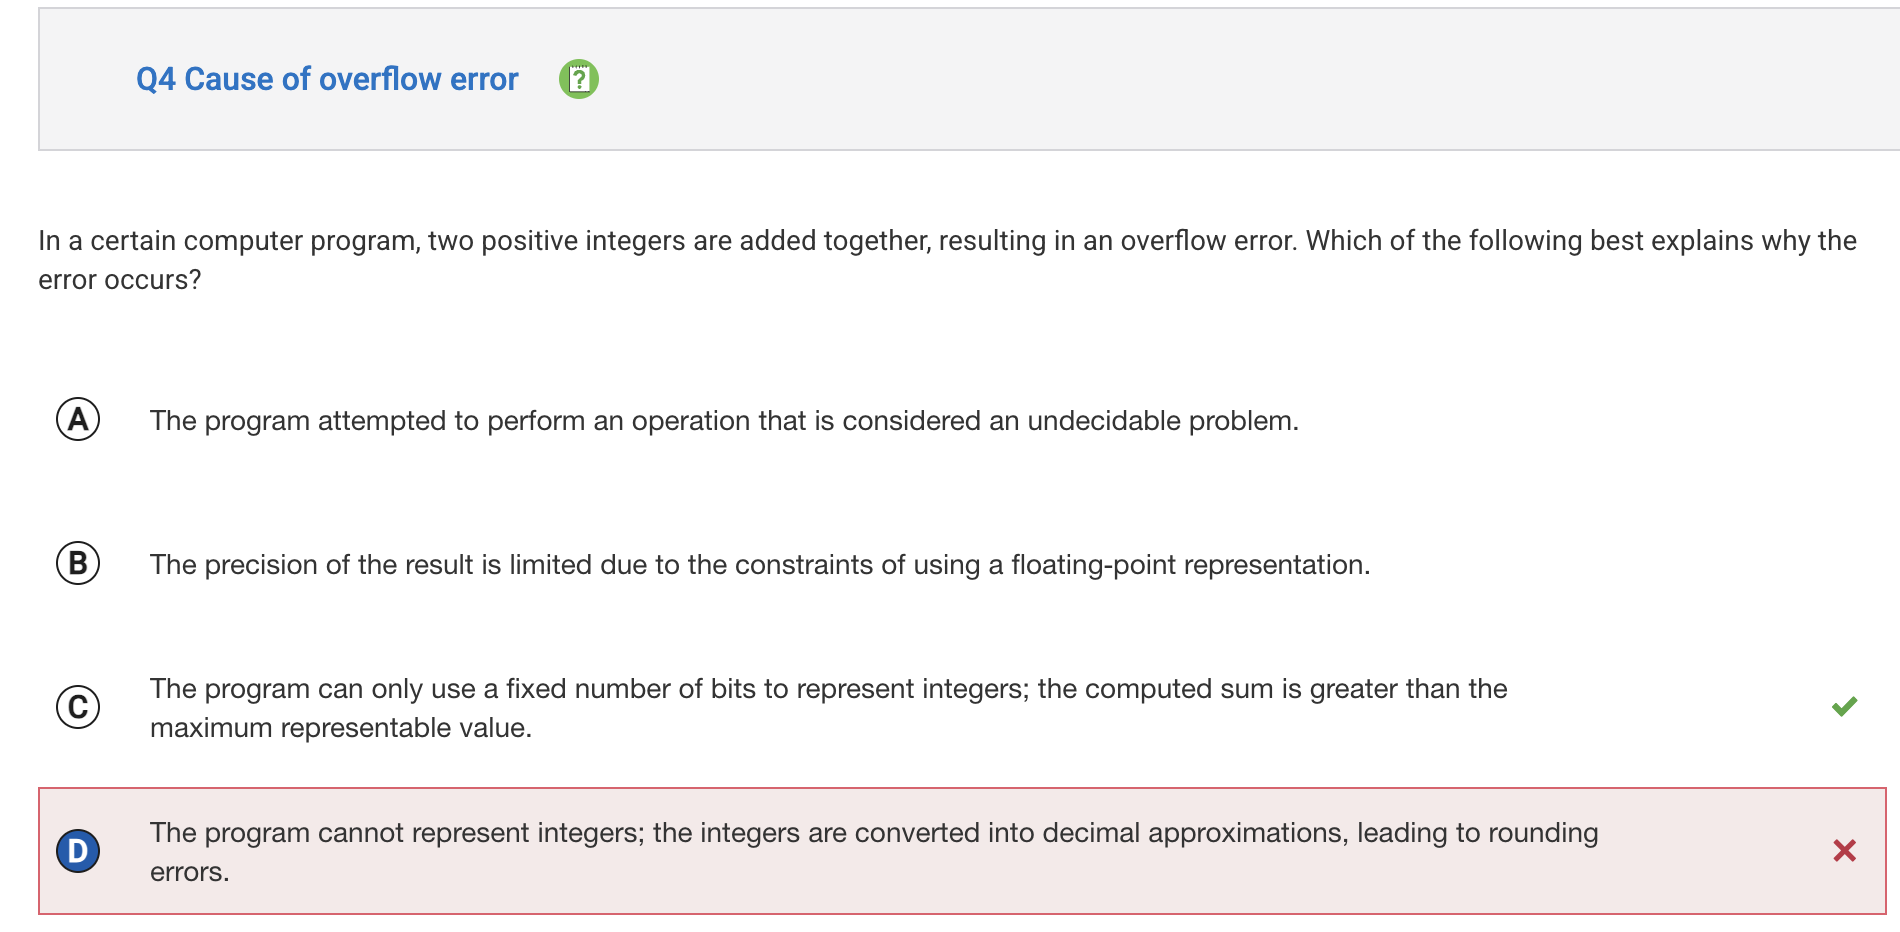 Q4 Cause of overflow error ?
In a certain computer program, two positive integers are added together, resulting in an overflow error. Which of the following best explains why the
error occurs?
A The program attempted to perform an operation that is considered an undecidable problem.
B The precision of the result is limited due to the constraints of using a floating-point representation.
C The program can only use a fixed number of bits to represent integers; the computed sum is greater than the
maximum representable value.
D The program cannot represent integers; the integers are converted into decimal approximations, leading to rounding
errors.